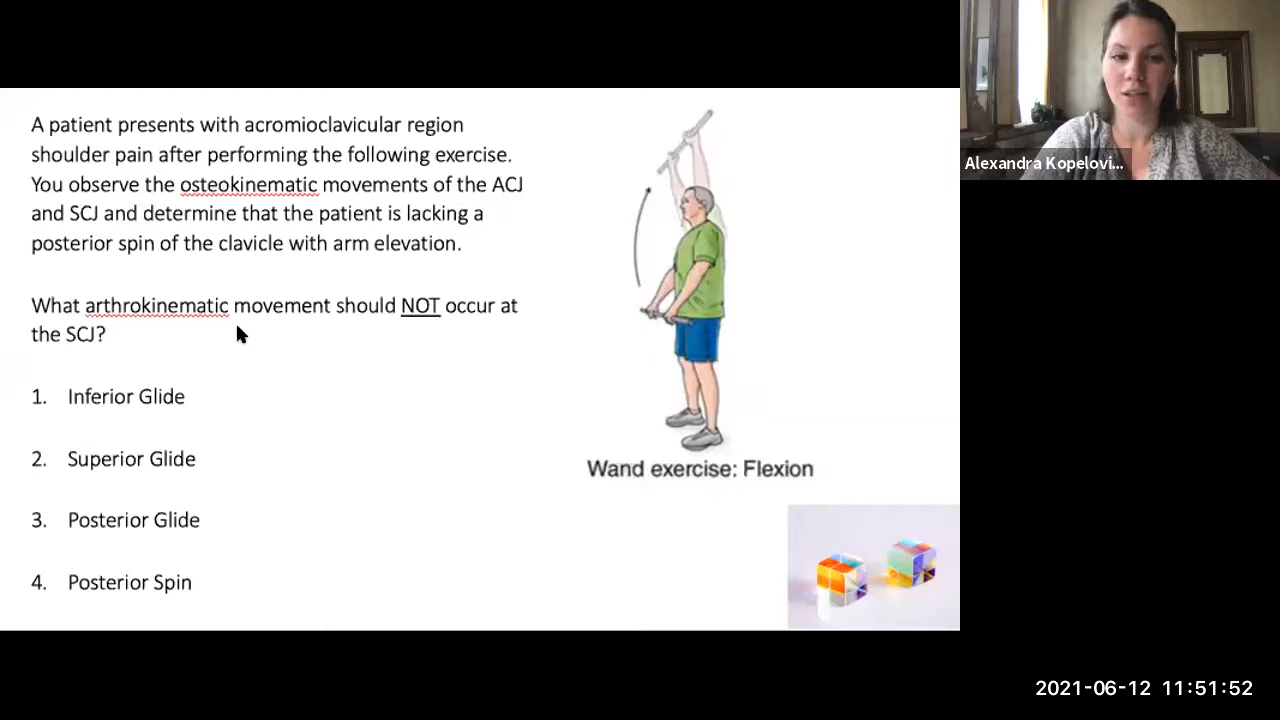 A patient presents with acromioclavicular region
shoulder pain after performing the following exercise.
You observe the osteokinematic movements of the ACJ
and SCJ and determine that the patient is lacking a
posterior spin of the clavicle with arm elevation.
What arthrokinematic movement should NOT occur at
the SCJ?
1. Inferior Glide
2. Superior Glide
3. Posterior Glide
4. Posterior Spin
Wand exercise: Flexion
Alexandra Kopelovi...
2021-06-12 11:51:52